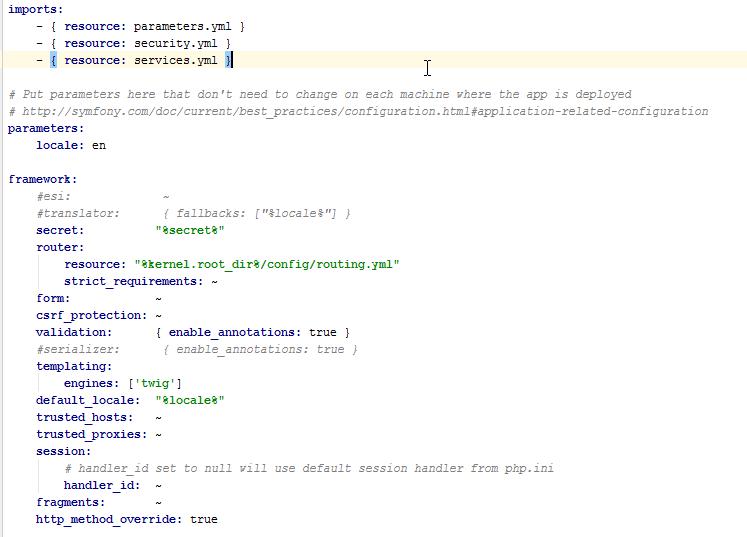 imports:
    - { resource: parameters.yml }
    - { resource: security.yml }
    - { resource: services.yml }
# Put parameters here that don't need to change on each machine where the app is deployed
# http://symfony.com/doc/current/best_practices/configuration.html#application-related-configuration
parameters:
    locale: en
framework:
    #esi:             ~
    #translator:      { fallbacks: ["%locale%"] }
    secret:          "%secret%"
    router:
        resource: "%kernel.root_dir%/config/routing.yml"
        strict_requirements: ~
    form:            ~
    csrf_protection: ~
    validation:      { enable_annotations: true }
    #serializer:      { enable_annotations: true }
    templating:
        engines: ['twig']
    default_locale:  "%locale%"
    trusted_hosts:   ~
    trusted_proxies: ~
    session:
        # handler_id set to null will use default session handler from php.ini
        handler_id:  ~
    fragments:       ~
    http_method_override: true